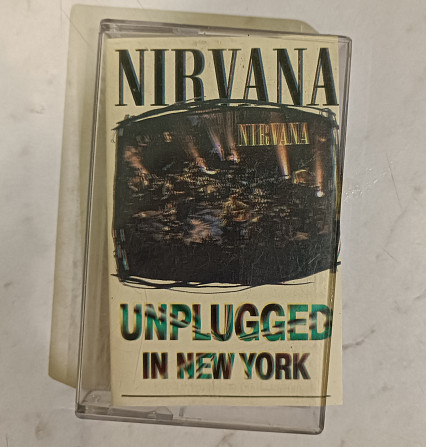 NIRVANA
NIRVANA
UNPLUGGED
IN NEW YORK